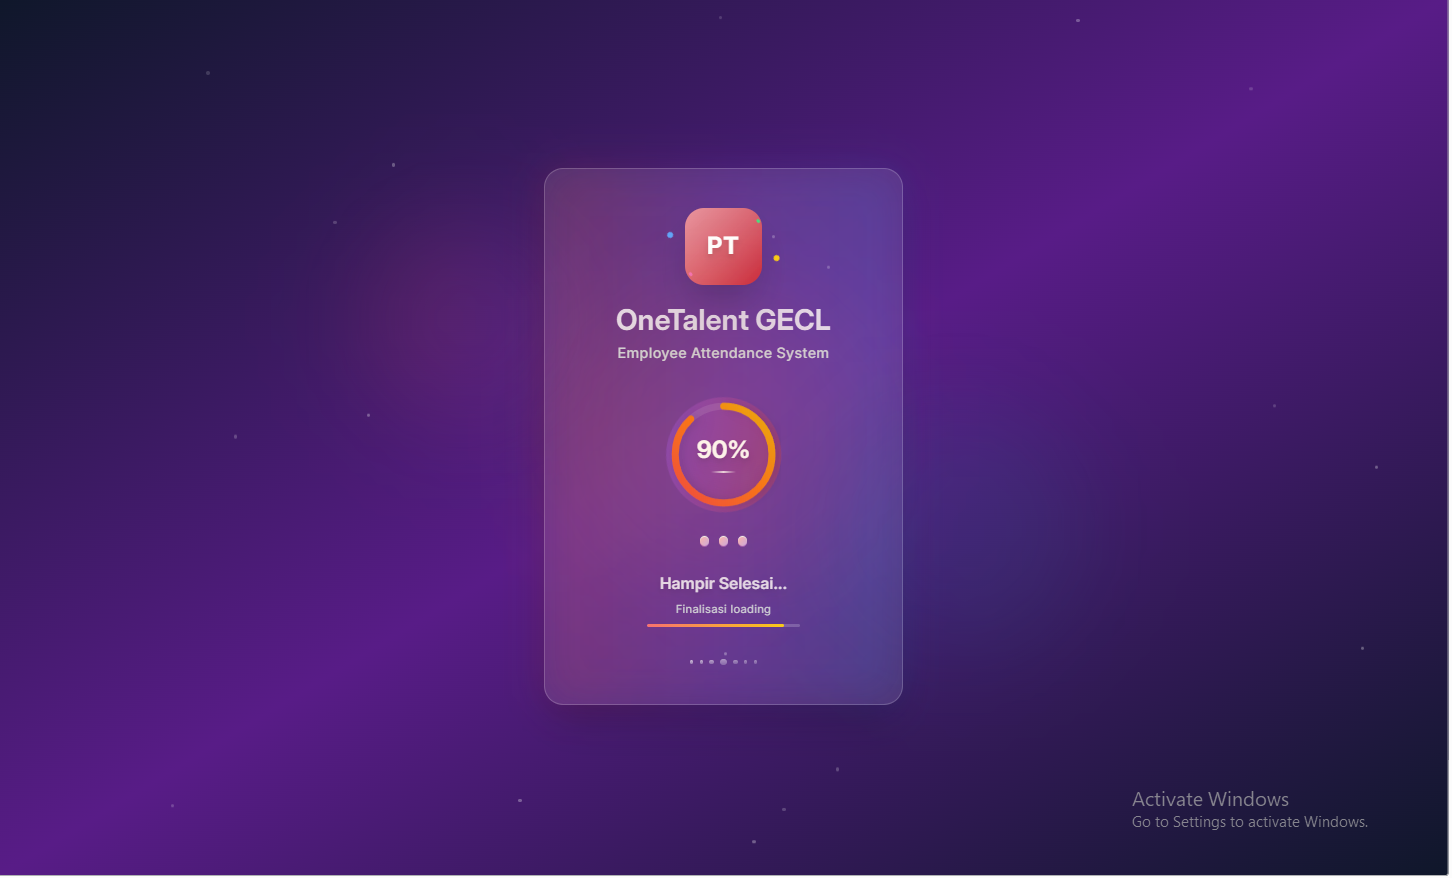 PT
OneTalent GECL
Employee Attendance System
90%
Hampir Selesai...
Finalisasi loading
Activate Windows
Go to Settings to activate Windows.